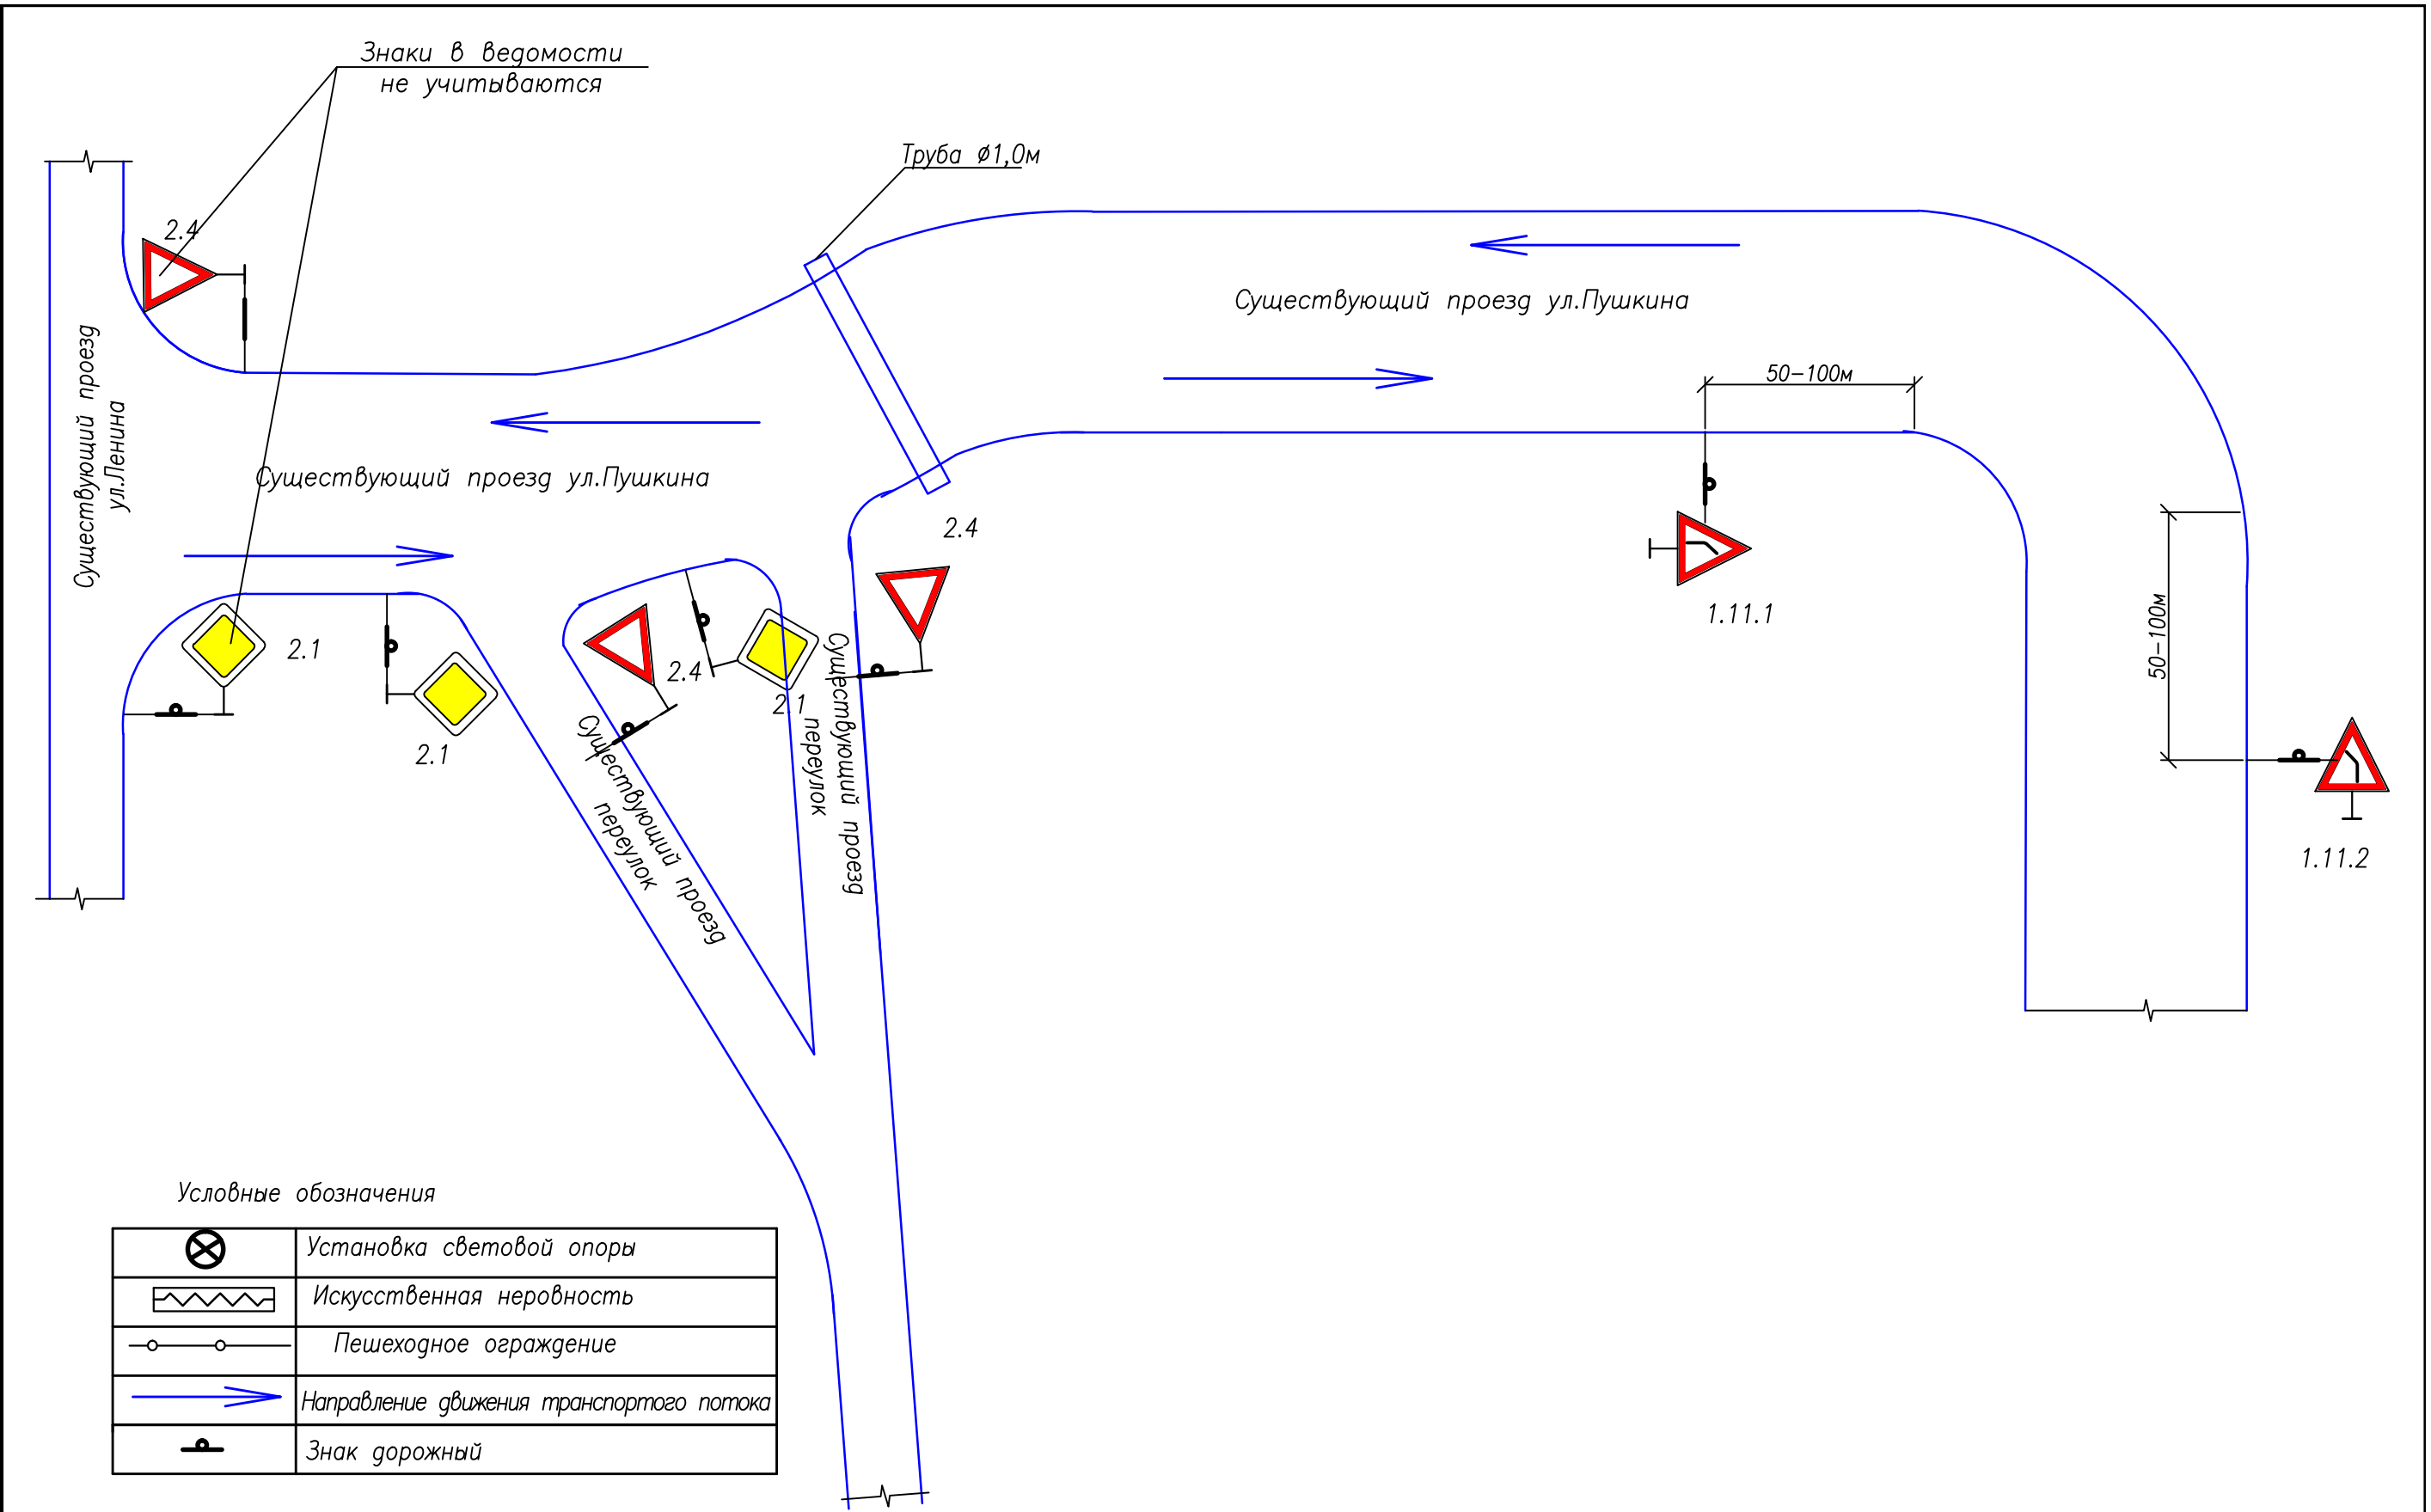 Знаки в ведомости
не учитываются
Труба ϕ1,0м
2.4
Существующий проезд
ул.Ленина
Существующий проезд ул.Пушкина
50-100м
Существующий проезд ул.Пушкина
2.4
1.11.1
50-100м
2.1
2.4
2.1
2.1
Существующий проезд
переулок
Существующий проезд
переулок
1.11.2
Условные обозначения
Установка световой опоры
Искусственная неровность
Пешеходное ограждение
Направление движения транспортого потока
Знак дорожный